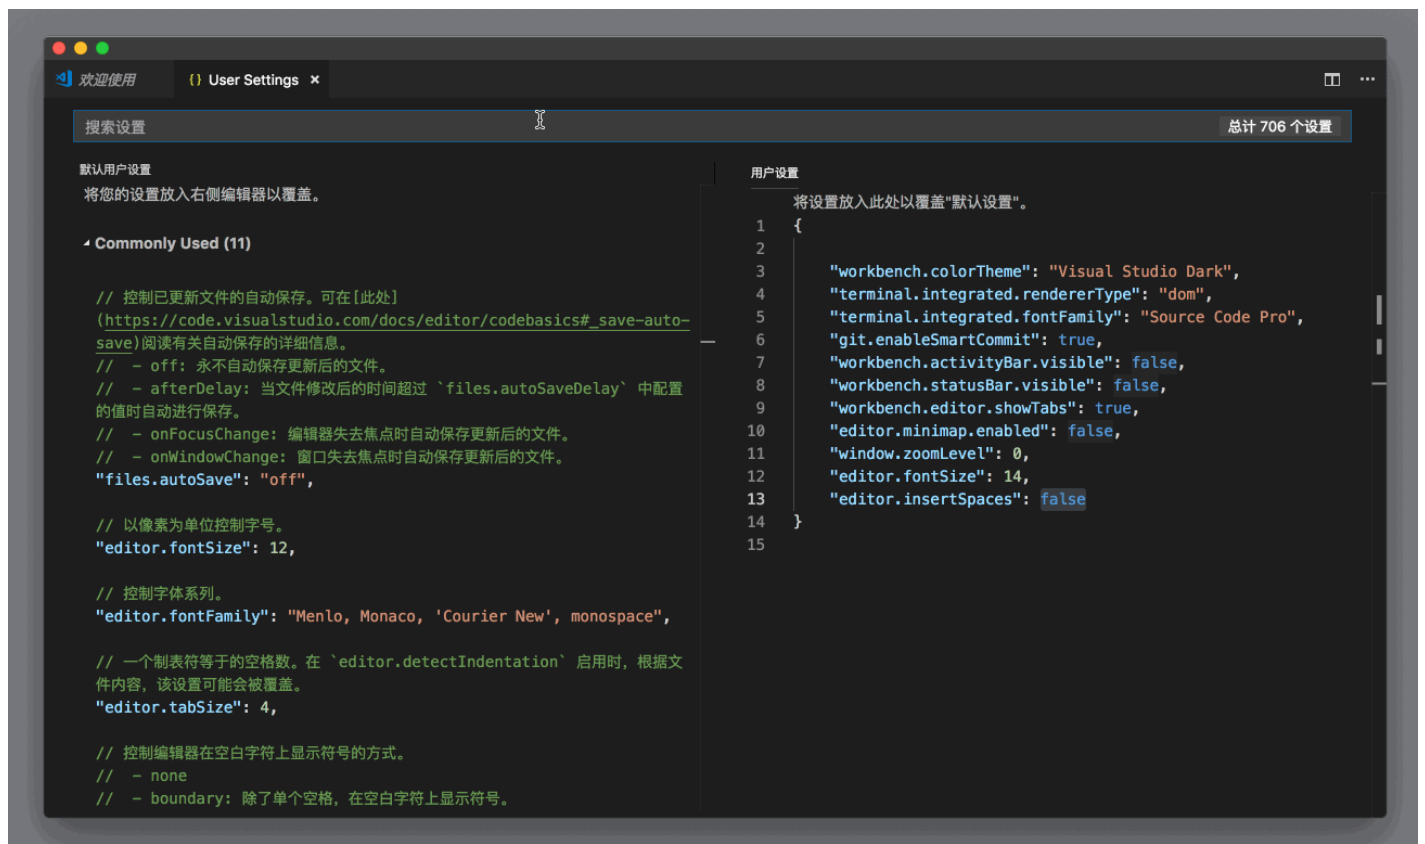 欢迎使用
{} User Settings ×
搜索设置
总计 706 个设置
默认用户设置
将您的设置放入右侧编辑器以覆盖。
Commonly Used (11)
// 控制已更新文件的自动保存。可在[此处]
(https://code.visualstudio.com/docs/editor/codebasics#_save-auto-
save)阅读有关自动保存的详细信息。
//  - off: 永不自动保存更新后的文件。
//  - afterDelay: 当文件修改后的时间超过 `files.autoSaveDelay` 中配置
的值时自动进行保存。
//  - onFocusChange: 编辑器失去焦点时自动保存更新后的文件。
//  - onWindowChange: 窗口失去焦点时自动保存更新后的文件。
"files.autoSave": "off",
// 以像素为单位控制字号。
"editor.fontSize": 12,
// 控制字体系列。
"editor.fontFamily": "Menlo, Monaco, 'Courier New', monospace",
// 一个制表符等于的空格数。在 `editor.detectIndentation` 启用时，根据文
件内容，该设置可能会被覆盖。
"editor.tabSize": 4,
// 控制编辑器在空白字符上显示符号的方式。
//  - none
//  - boundary: 除了单个空格，在空白字符上显示符号。
用户设置
将设置放入此处以覆盖"默认设置"。
1 {
2
3 "workbench.colorTheme": "Visual Studio Dark",
4 "terminal.integrated.rendererType": "dom",
5 "terminal.integrated.fontFamily": "Source Code Pro",
6 "git.enableSmartCommit": true,
7 "workbench.activityBar.visible": false,
8 "workbench.statusBar.visible": false,
9 "workbench.editor.showTabs": true,
10 "editor.minimap.enabled": false,
11 "window.zoomLevel": 0,
12 "editor.fontSize": 14,
13 "editor.insertSpaces": false
14 }
15